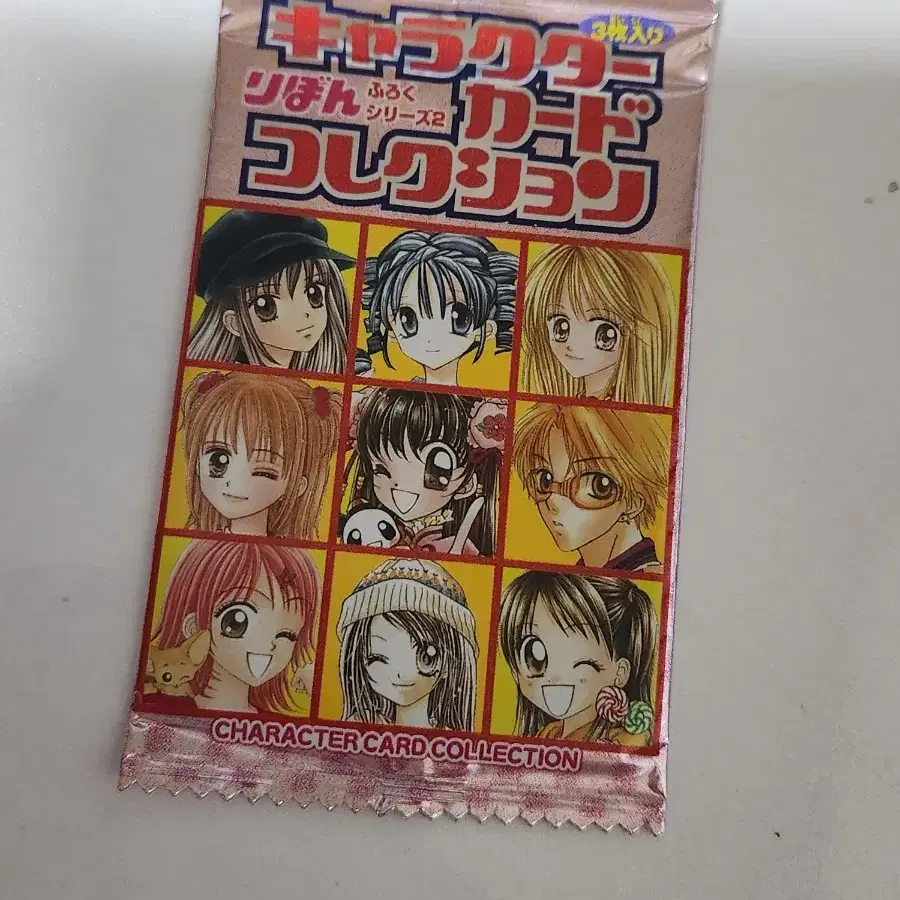 キャラクター
3枚入り
りぼん
ふろく
シリーズ2
カード
コレクション
CHARACTER CARD COLLECTION